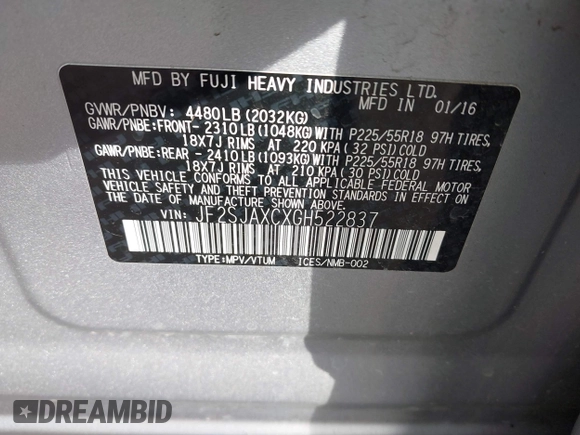 MFD BY FUJI HEAVY INDUSTRIES LTD.
MFD IN 01/16
GVWR/PNBV: 4480LB (2032KG)
GAWR/PNBE:FRONT- 2310LB(1048KG)WITH P225/55R18 97H TIRES,
18X7J RIMS AT 220 KPA (32 PSI)COLD
GAWR/PNBE:REAR - 2410LB(1093KG)WITH P225/55R18 97H TIRES,
18X7J RIMS AT 210 KPA (30 PSI)COLD
THIS VEHICLE CONFORMS TO ALL APPLICABLE FEDERAL MOTOR
VEHICLE SAFETY AND THEFT PREVENTION STANDARDS IN EFFECT ON
THE DATE OF MANUFACTURE SHOWN ABOVE.
VIN: JF2SJAXCXGH522837
TYPE:MPV/VTUM ICES/NMB-002
DREAMBID